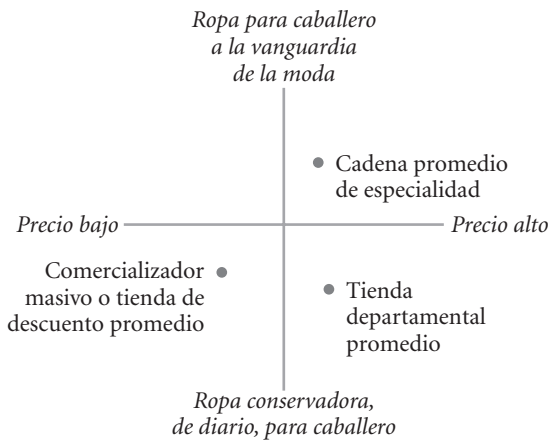 Ropa para caballero
a la vanguardia
de la moda
Cadena promedio
de especialidad
Precio bajo
Precio alto
Comercializador
masivo o tienda de
descuento promedio
Tienda
departamental
promedio
Ropa conservadora,
de diario, para caballero